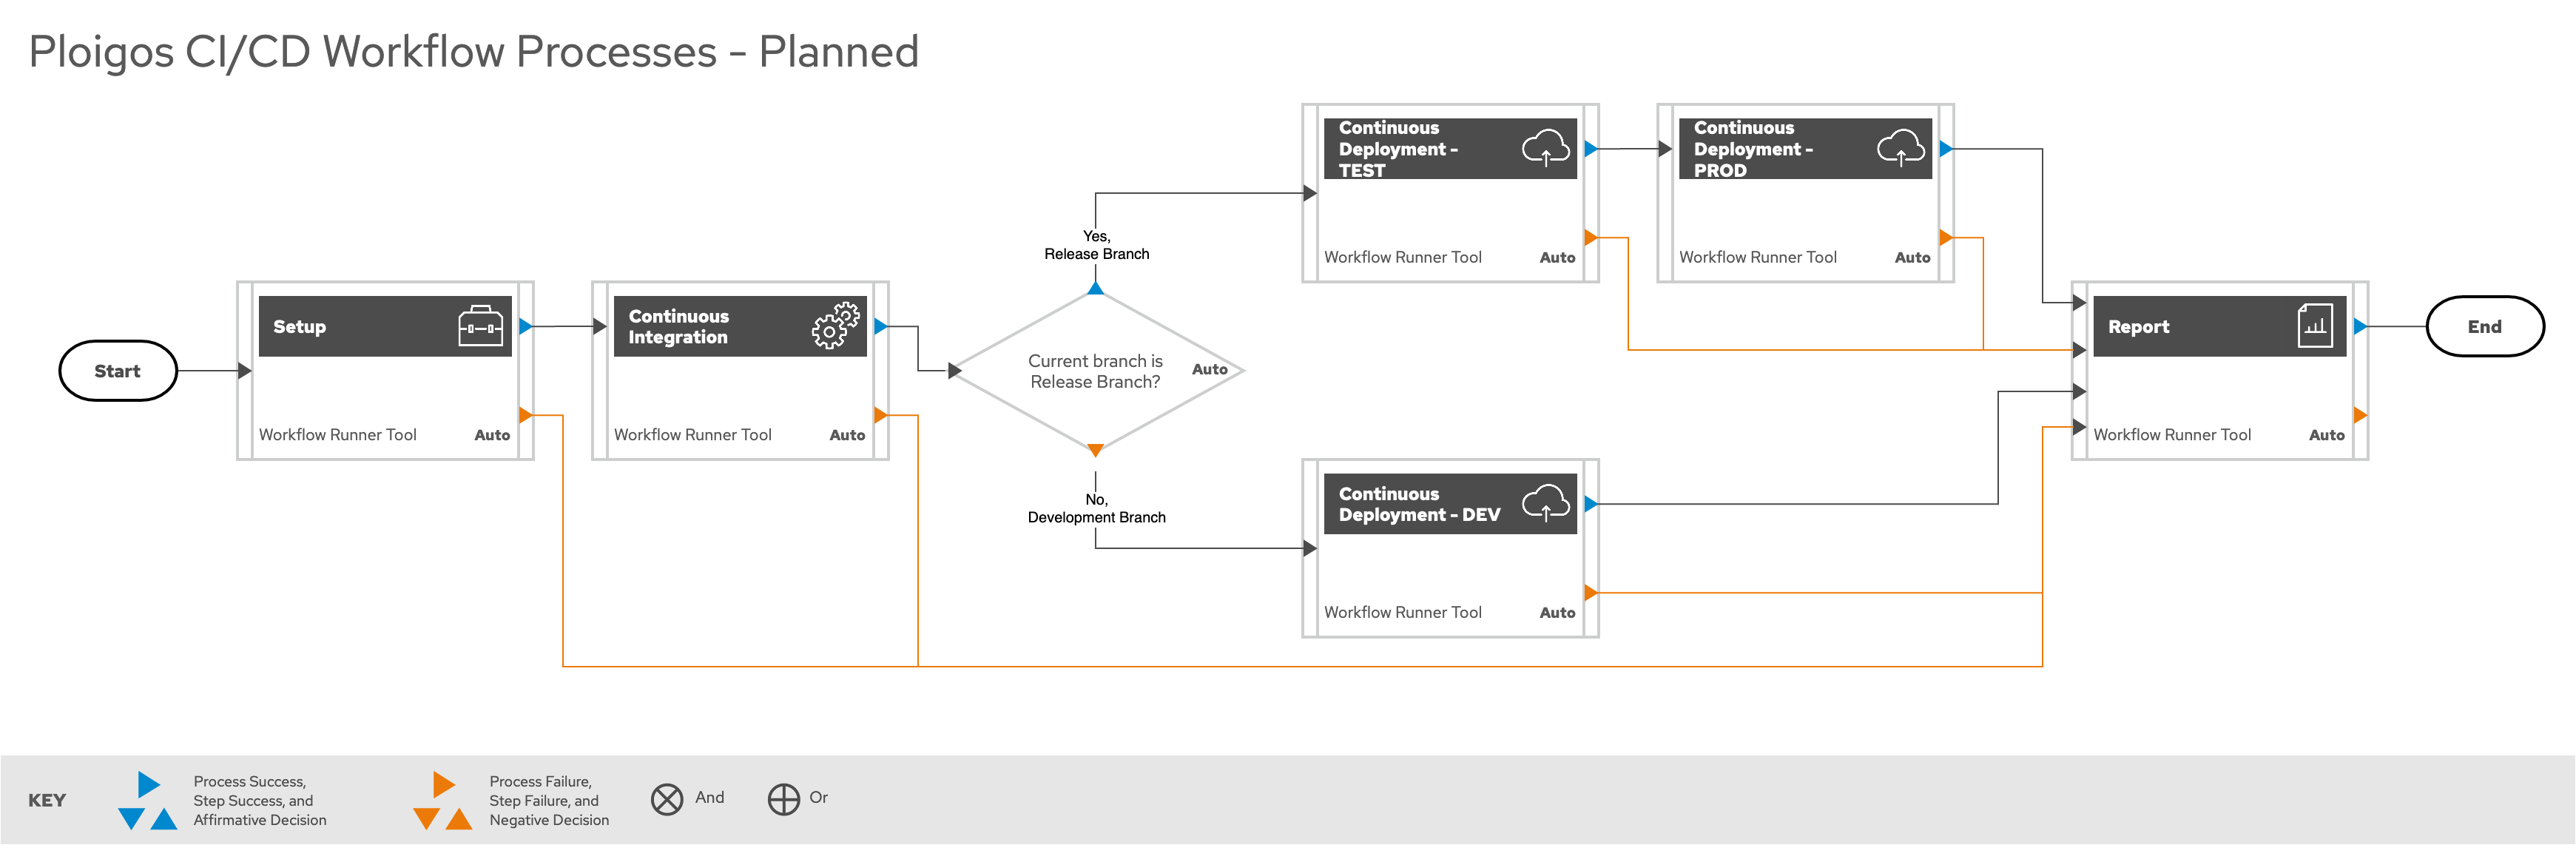 Ploigos CI/CD Workflow Processes - Planned
Start
Setup
Workflow Runner Tool
Auto
Continuous
Integration
Workflow Runner Tool
Auto
Yes,
Release Branch
Current branch is
Release Branch?
Auto
No,
Development Branch
Continuous
Deployment -
TEST
Workflow Runner Tool
Auto
Continuous
Deployment -
PROD
Workflow Runner Tool
Auto
Continuous
Deployment - DEV
Workflow Runner Tool
Auto
Report
Workflow Runner Tool
Auto
End
KEY
Process Success,
Step Success, and
Affirmative Decision
Process Failure,
Step Failure, and
Negative Decision
And
Or